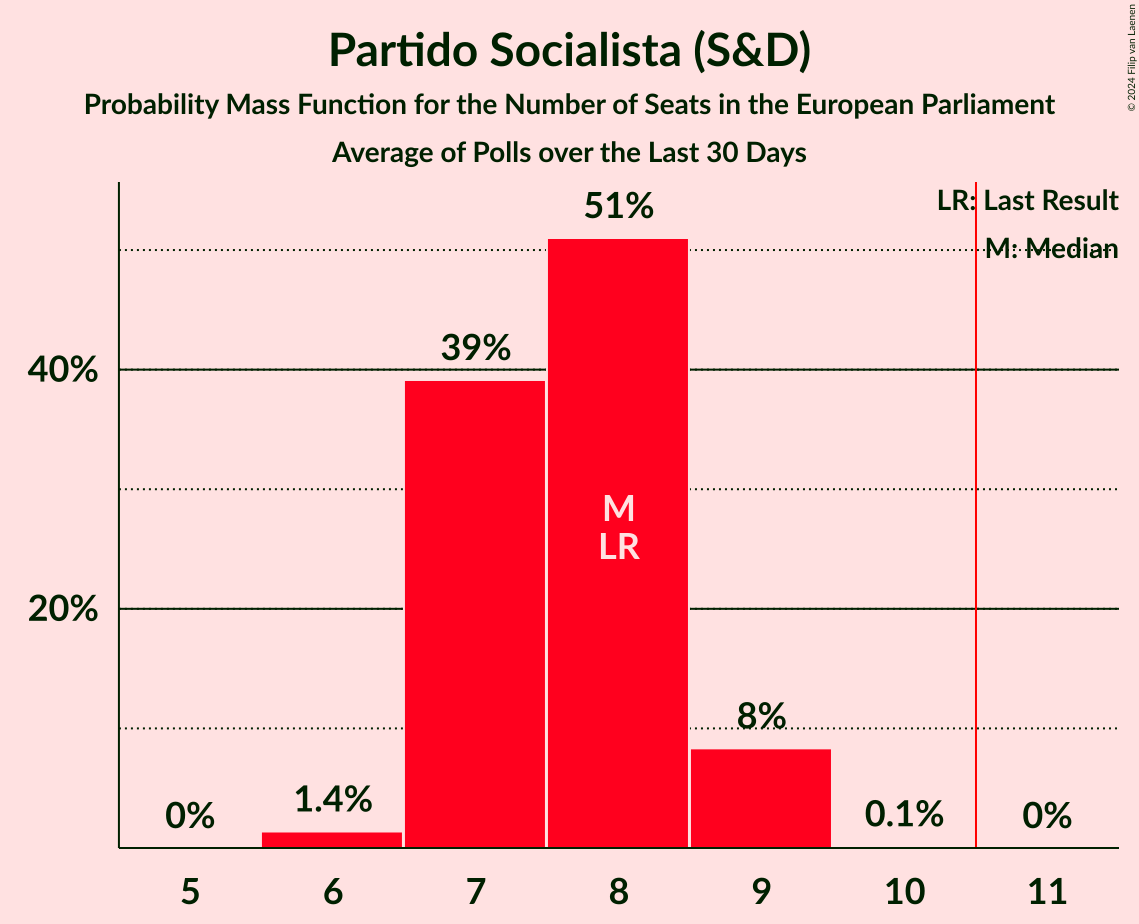 Partido Socialista (S&D)
Probability Mass Function for the Number of Seats in the European Parliament
Average of Polls over the Last 30 Days
© 2024 Filip van Laenen
LR: Last Result
M: Median
51%
39%
40%
M
LR
20%
8%
1.4%
0%
0.1%
0%
5 6 7 8 9 10 11